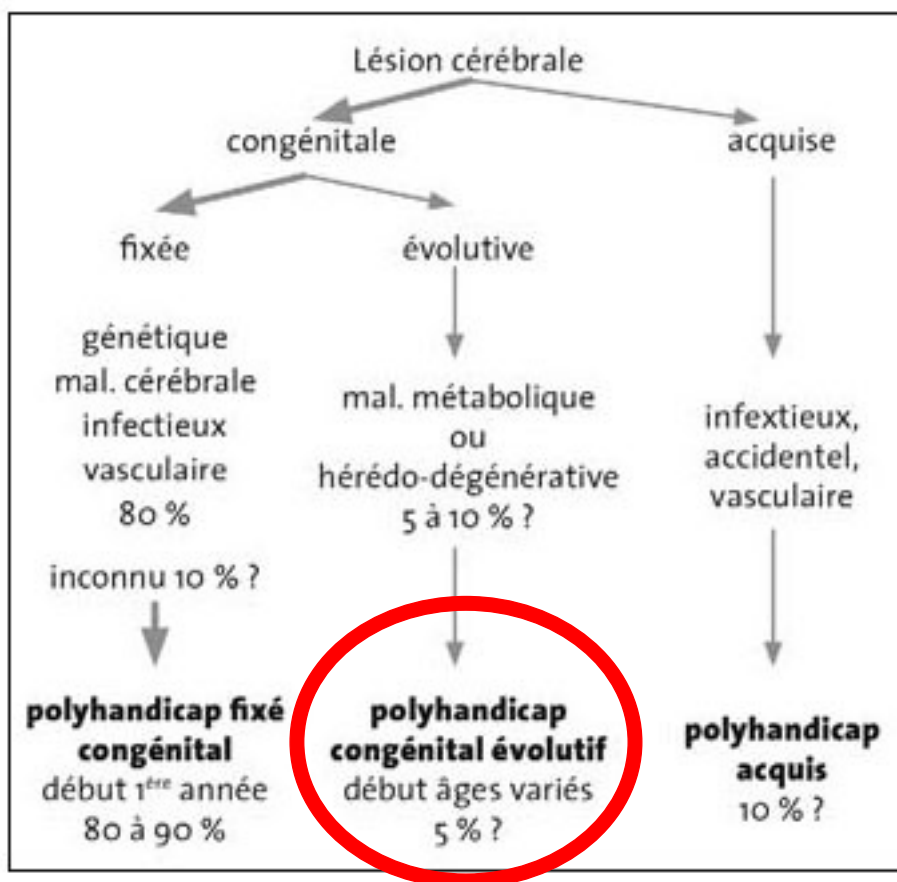 Lésion cérébrale
congénitale
acquise
fixée
évolutive
génétique
mal. cérébrale
infectieux
vasculaire
80 %
inconnu 10 % ?
mal. métabolique
ou
hérédo-dégénérative
5 à 10 % ?
infextieux,
accidentel,
vasculaire
polyhandicap fixé
congénital
début 1ère année
80 à 90 %
polyhandicap
congénital évolutif
début âges variés
5 % ?
polyhandicap
acquis
10 % ?